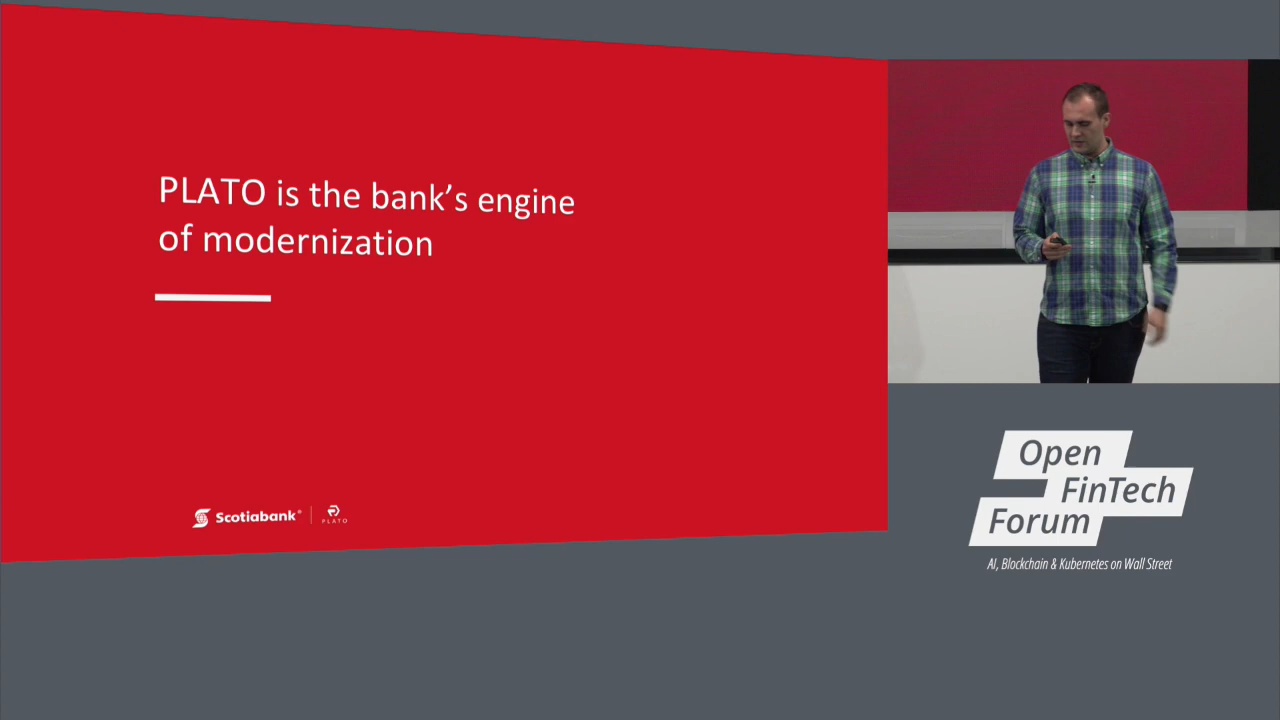 PLATO is the bank's engine
of modernization
Scotiabank®
PLATO
Open
FinTech
Forum
AI, Blockchain & Kubernetes on Wall Street